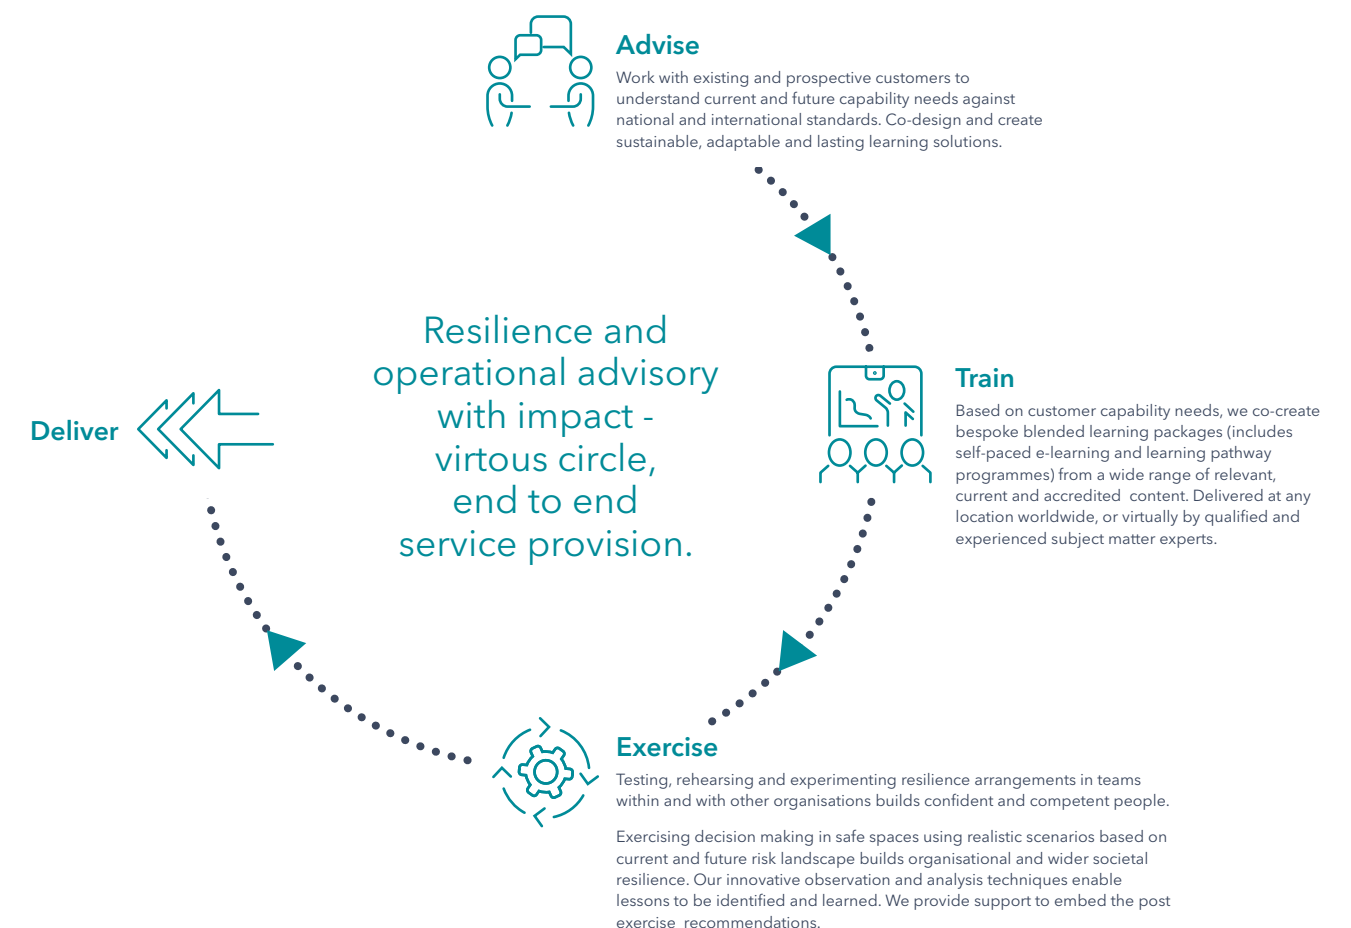 Advise
Work with existing and prospective customers to
understand current and future capability needs against
national and international standards. Co-design and create
sustainable, adaptable and lasting learning solutions.
Resilience and
operational advisory
with impact -
virtous circle,
end to end
service provision.
Train
Based on customer capability needs, we co-create
bespoke blended learning packages (includes
self-paced e-learning and learning pathway
programmes) from a wide range of relevant,
current and accredited  content. Delivered at any
location worldwide, or virtually by qualified and
experienced subject matter experts.
Deliver
Exercise
Testing, rehearsing and experimenting resilience arrangements in teams
within and with other organisations builds confident and competent people.
Exercising decision making in safe spaces using realistic scenarios based on
current and future risk landscape builds organisational and wider societal
resilience. Our innovative observation and analysis techniques enable
lessons to be identified and learned. We provide support to embed the post
exercise  recommendations.